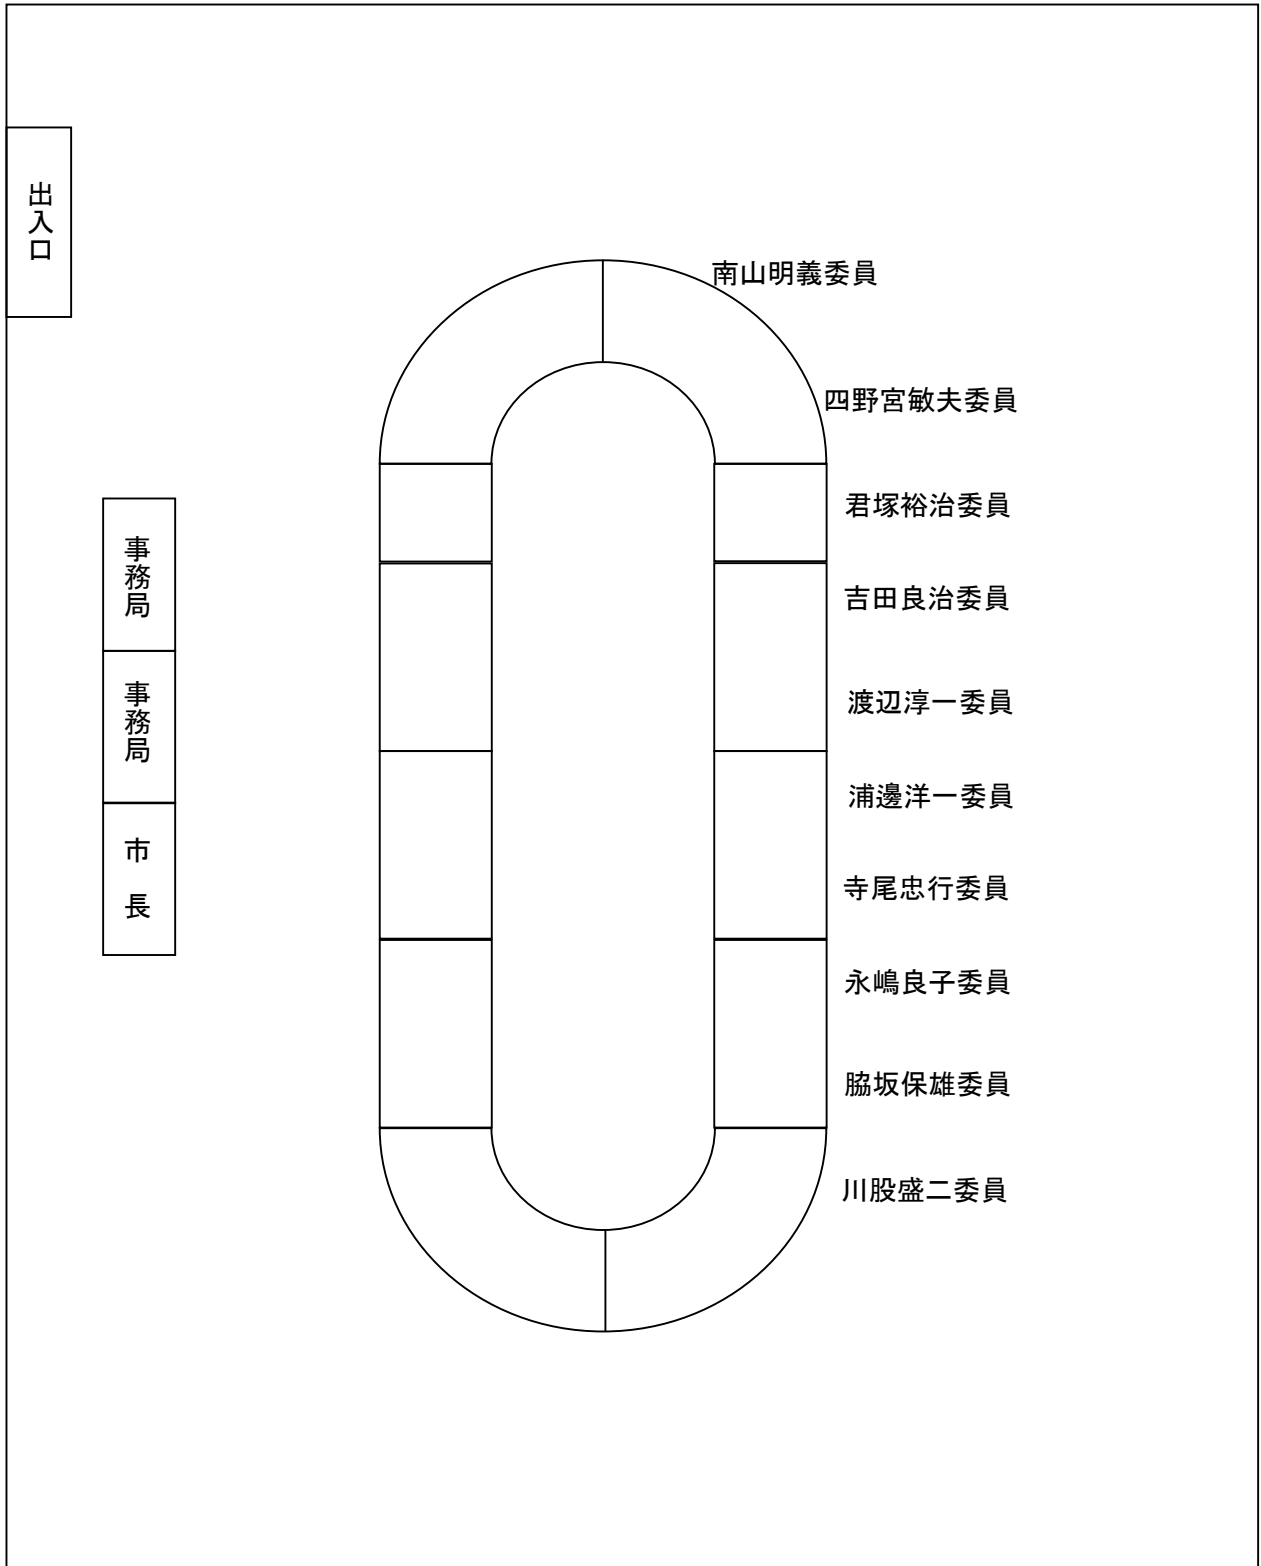 出入口
南山明義委員
四野宮敏夫委員
君塚裕治委員
事務局
吉田良治委員
事務局
渡辺淳一委員
浦邊洋一委員
市長
寺尾忠行委員
永嶋良子委員
脇坂保雄委員
川股盛二委員